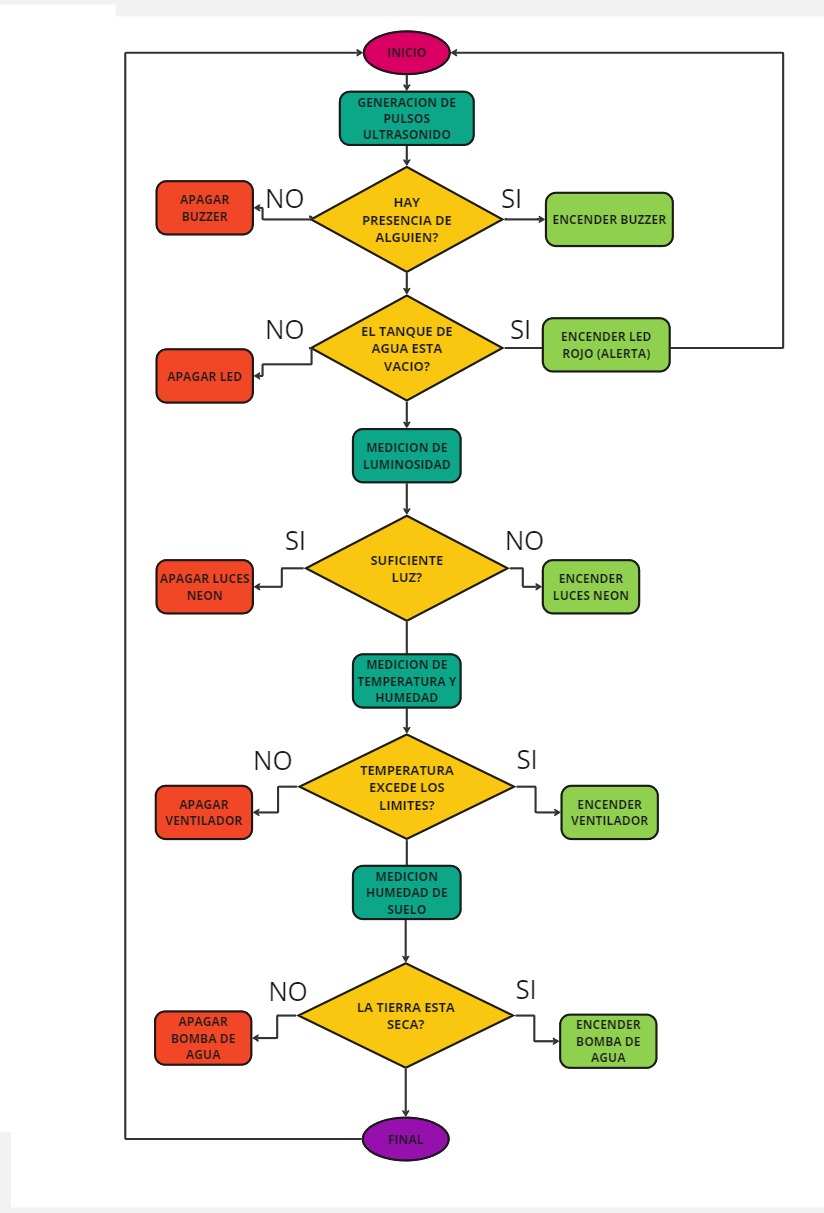 INICIO
GENERACION DE
PULSOS
ULTRASONIDO
HAY
PRESENCIA DE
ALGUIEN?
NO
SI
APAGAR
BUZZER
ENCENDER BUZZER
EL TANQUE DE
AGUA ESTA
VACIO?
NO
SI
APAGAR LED
ENCENDER LED
ROJO (ALERTA)
MEDICION DE
LUMINOSIDAD
SUFICIENTE
LUZ?
SI
NO
APAGAR LUCES
NEON
ENCENDER
LUCES NEON
MEDICION DE
TEMPERATURA Y
HUMEDAD
TEMPERATURA
EXCEDE LOS
LIMITES?
NO
SI
APAGAR
VENTILADOR
ENCENDER
VENTILADOR
MEDICION
HUMEDAD DE
SUELO
LA TIERRA ESTA
SECA?
NO
SI
APAGAR
BOMBA DE
AGUA
ENCENDER
BOMBA DE
AGUA
FINAL